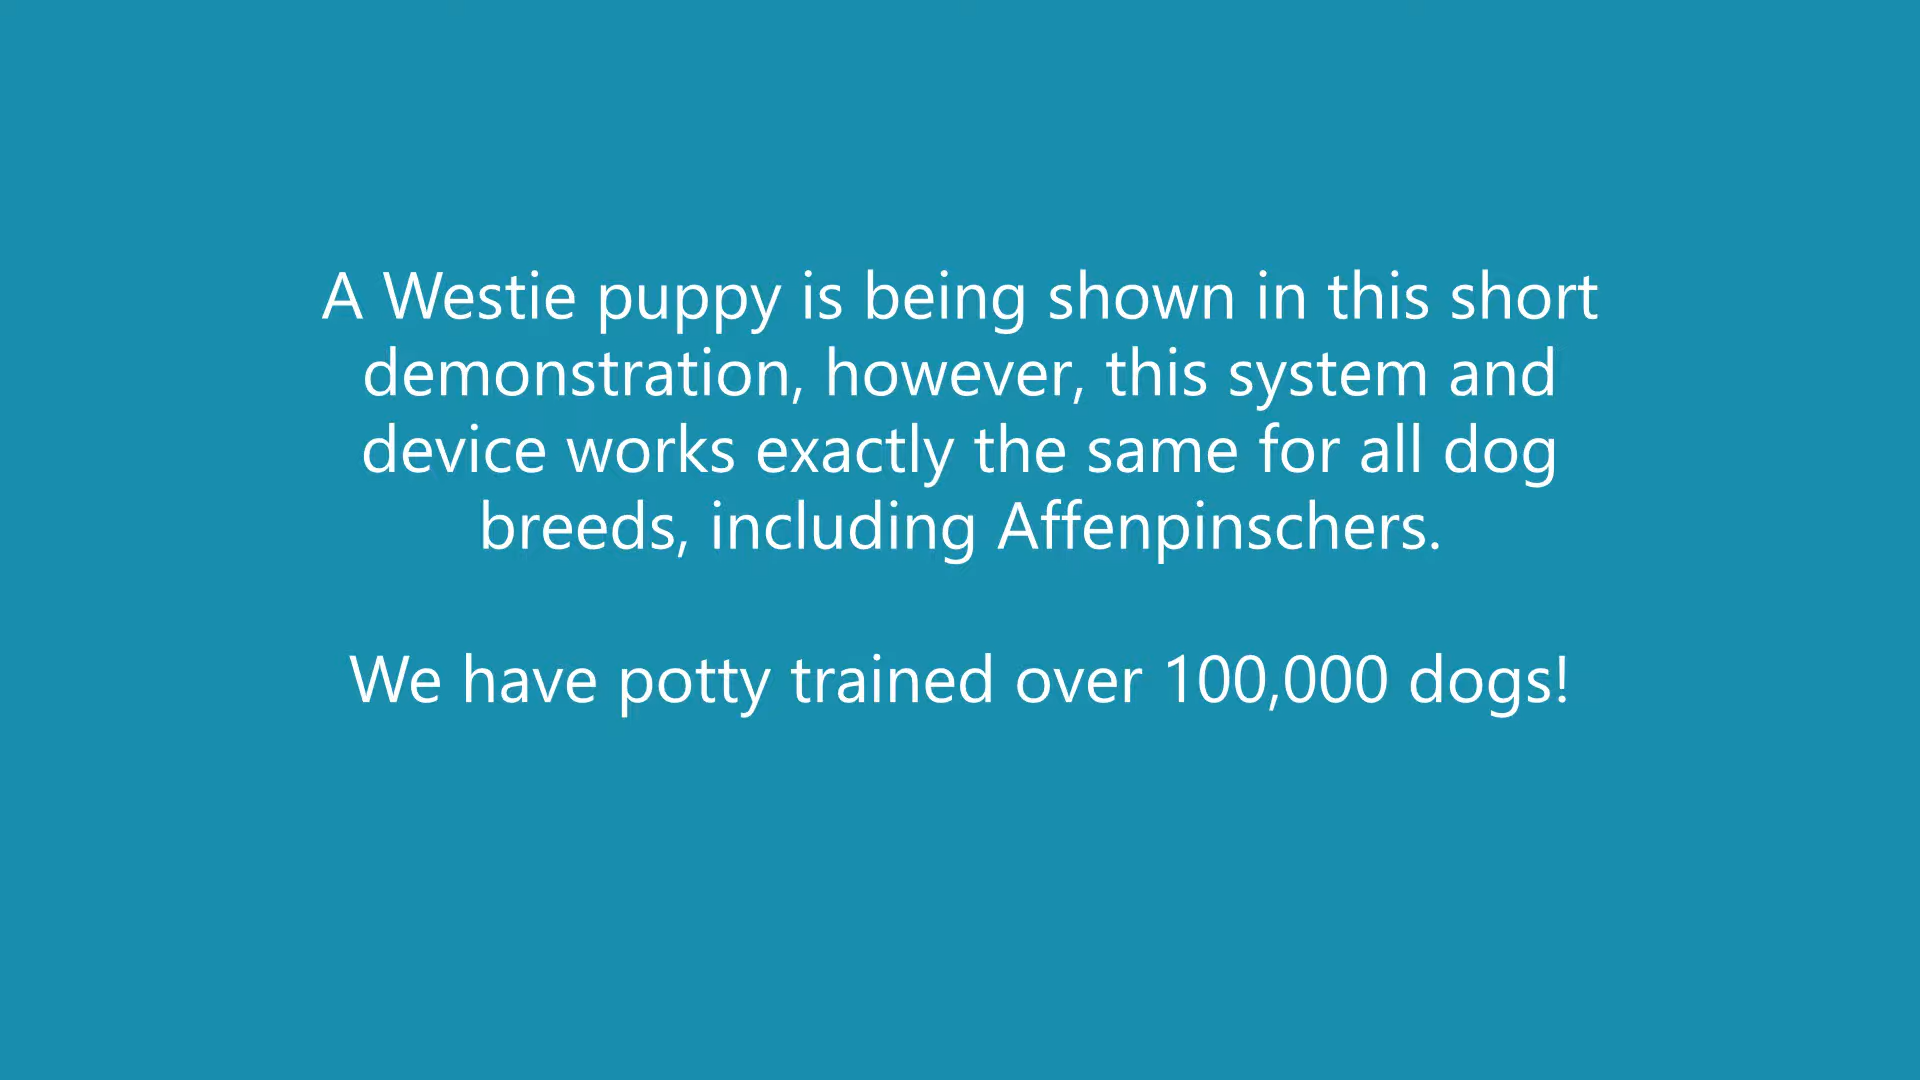 A Westie puppy is being shown in this short
demonstration, however, this system and
device works exactly the same for all dog
breeds, including Affenpinschers.
We have potty trained over 100,000 dogs!